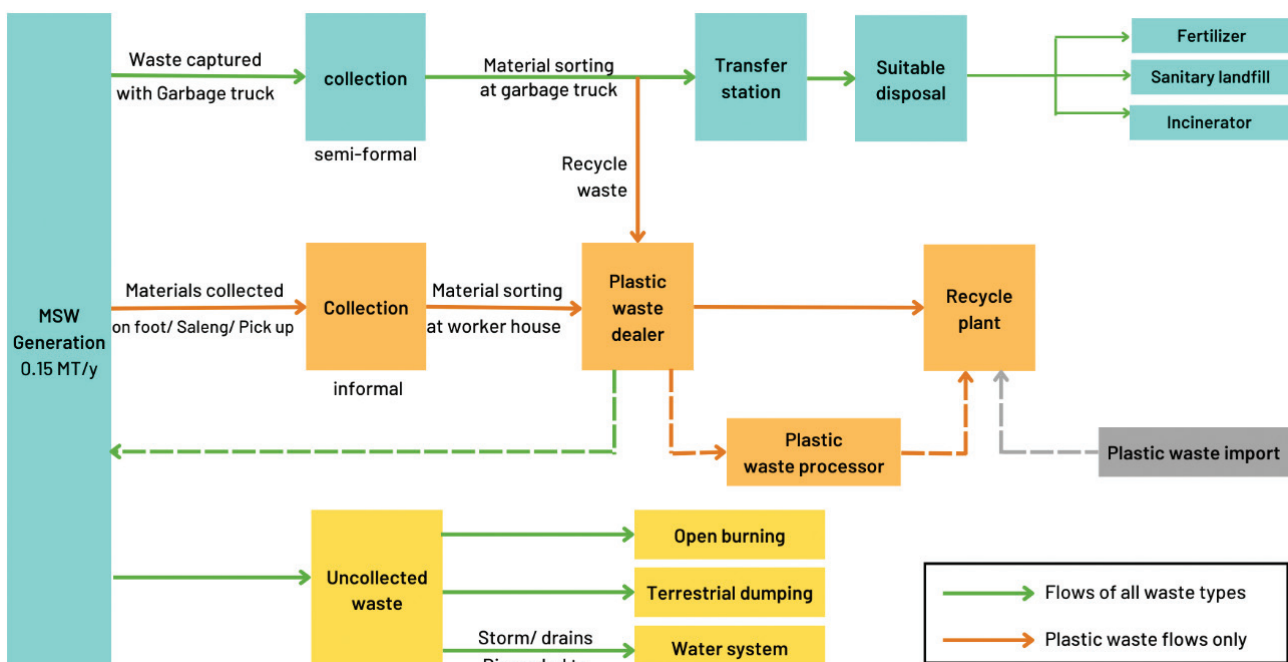 Waste captured
with Garbage truck
collection
semi-formal
Material sorting
at garbage truck
Transfer
station
Suitable
disposal
Fertilizer
Sanitary landfill
Incinerator
Recycle
waste
MSW
Generation
0.15 MT/y
Materials collected
on foot/ Saleng/ Pick up
Collection
informal
Material sorting
at worker house
Plastic
waste
dealer
Recycle
plant
Plastic
waste processor
Plastic waste import
Uncollected
waste
Open burning
Terrestrial dumping
Storm/ drains
Water system
Flows of all waste types
Plastic waste flows only